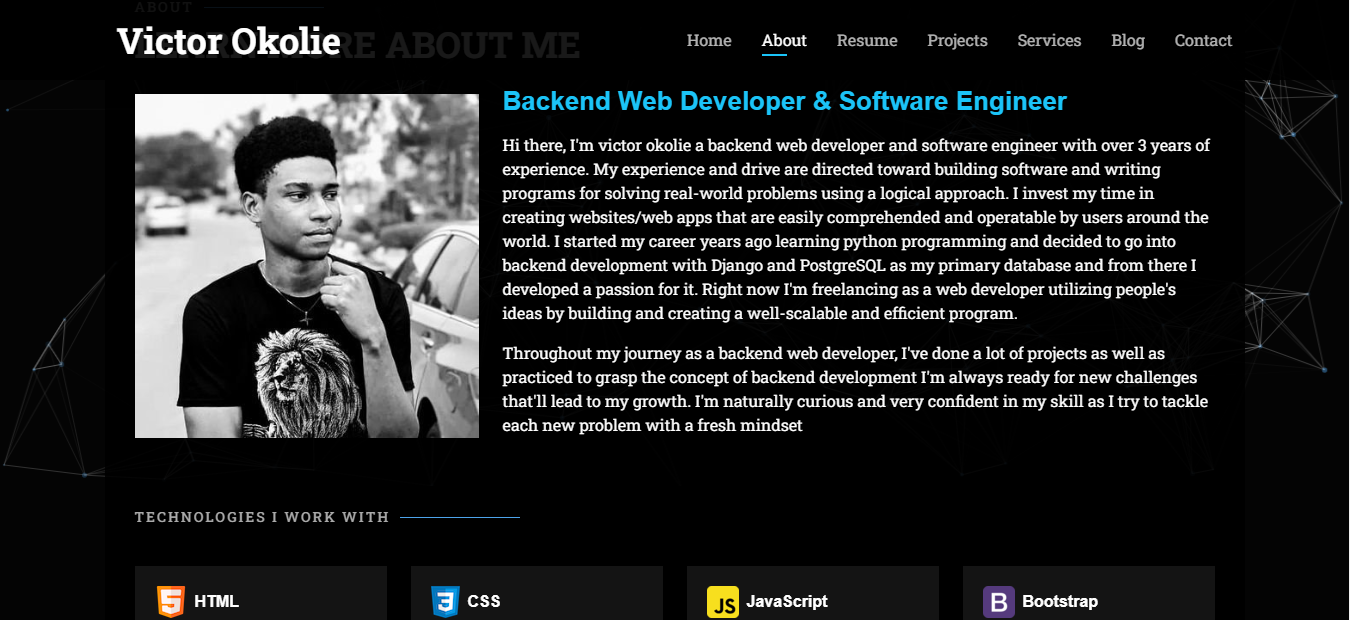 ABOUT
LEARN MORE ABOUT ME
Victor Okolie
Home About Resume Projects Services Blog Contact
Backend Web Developer & Software Engineer
Hi there, I'm victor okolie a backend web developer and software engineer with over 3 years of
experience. My experience and drive are directed toward building software and writing
programs for solving real-world problems using a logical approach. I invest my time in
creating websites/web apps that are easily comprehended and operatable by users around the
world. I started my career years ago learning python programming and decided to go into
backend development with Django and PostgreSQL as my primary database and from there I
developed a passion for it. Right now I'm freelancing as a web developer utilizing people's
ideas by building and creating a well-scalable and efficient program.
Throughout my journey as a backend web developer, I've done a lot of projects as well as
practiced to grasp the concept of backend development I'm always ready for new challenges
that'll lead to my growth. I'm naturally curious and very confident in my skill as I try to tackle
each new problem with a fresh mindset
TECHNOLOGIES I WORK WITH
HTML
CSS
JS JavaScript
B Bootstrap